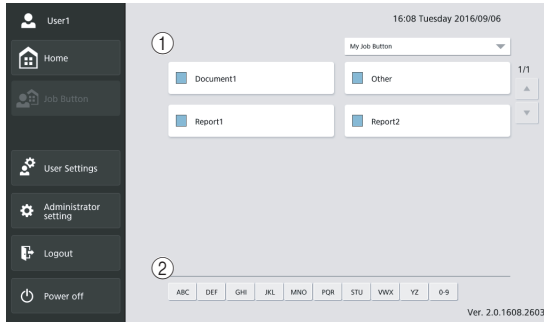 User1
16:08 Tuesday 2016/09/06
1
My Job Button
Home
1/1
Document1
Other
Job Button
Report1
Report2
User Settings
Administrator
setting
Logout
2
ABC DEF GHI JKL MNO PQR STU VWX YZ 0-9
Power off
Ver. 2.0.1608.2603